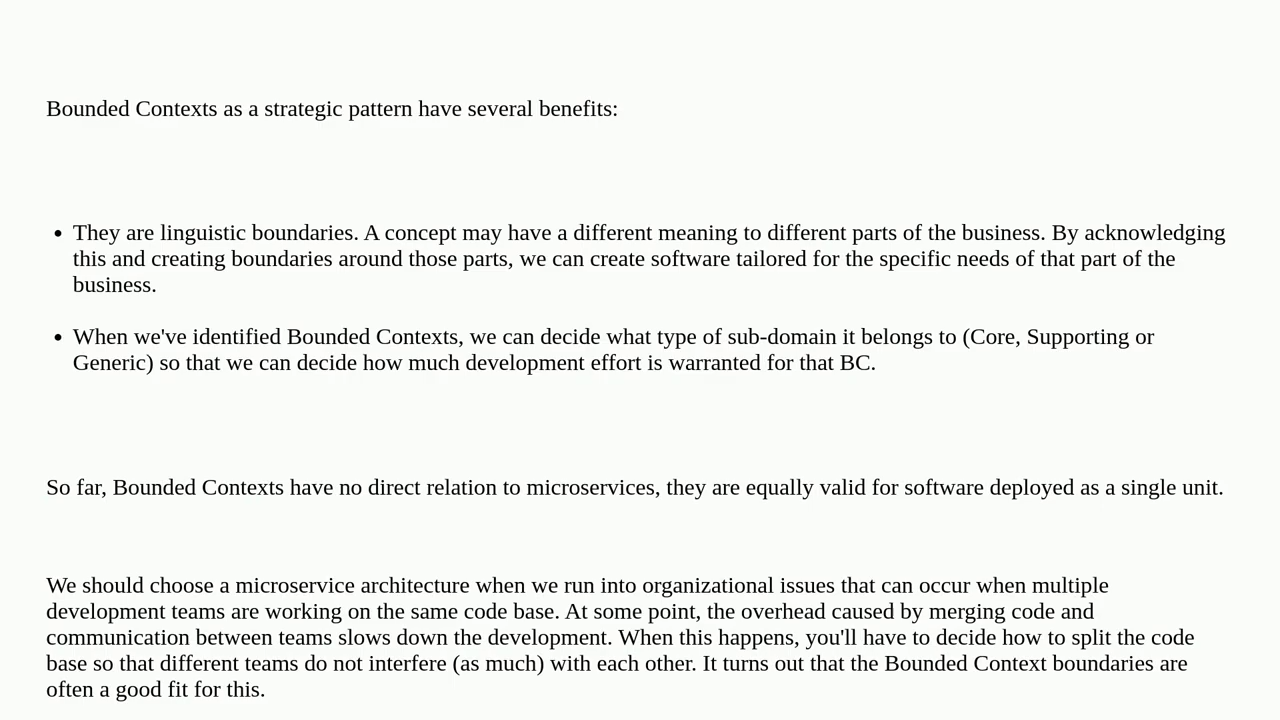 Bounded Contexts as a strategic pattern have several benefits:
• They are linguistic boundaries. A concept may have a different meaning to different parts of the business. By acknowledging
this and creating boundaries around those parts, we can create software tailored for the specific needs of that part of the
business.
• When we've identified Bounded Contexts, we can decide what type of sub-domain it belongs to (Core, Supporting or
Generic) so that we can decide how much development effort is warranted for that BC.
So far, Bounded Contexts have no direct relation to microservices, they are equally valid for software deployed as a single unit.
We should choose a microservice architecture when we run into organizational issues that can occur when multiple
development teams are working on the same code base. At some point, the overhead caused by merging code and
communication between teams slows down the development. When this happens, you'll have to decide how to split the code
base so that different teams do not interfere (as much) with each other. It turns out that the Bounded Context boundaries are
often a good fit for this.